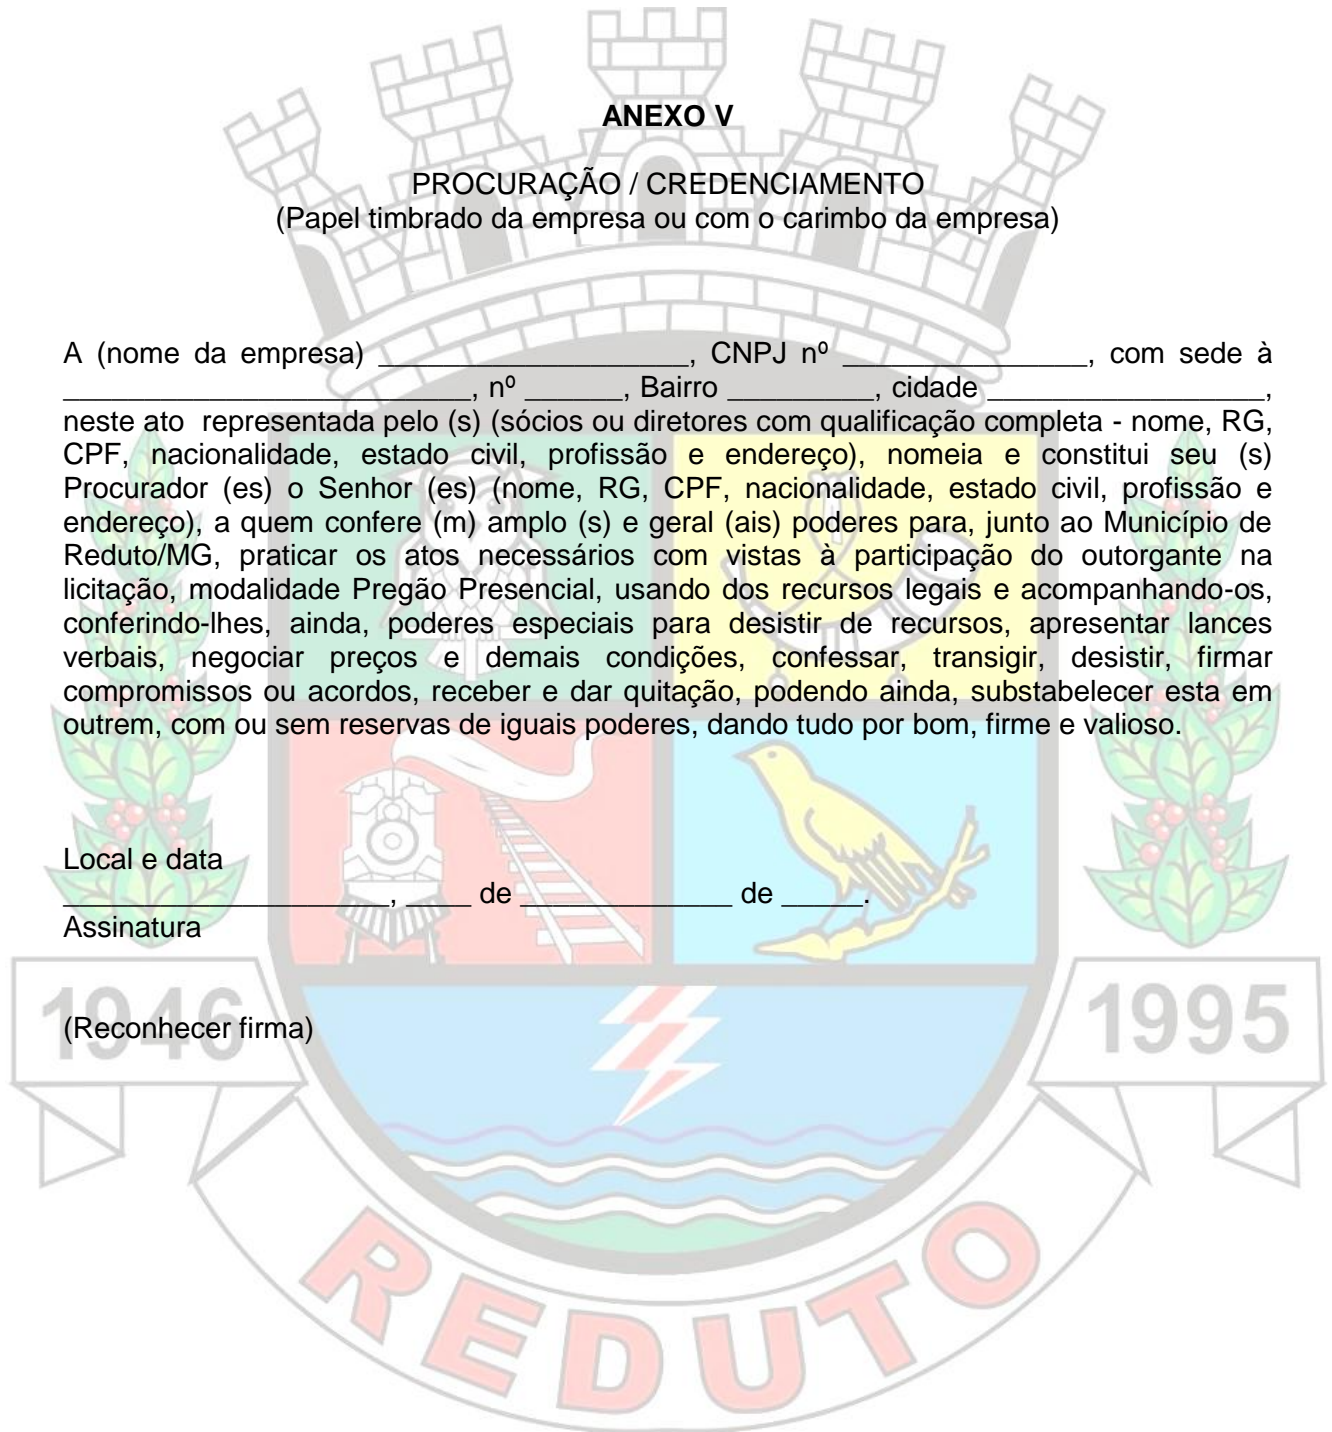 ANEXO V
PROCURAÇÃO / CREDENCIAMENTO
(Papel timbrado da empresa ou com o carimbo da empresa)
A (nome da empresa) ___________________, CNPJ nº _______________, com sede à
_________________________, nº ______, Bairro _________, cidade _________________,
neste ato representada pelo (s) (sócios ou diretores com qualificação completa - nome, RG,
CPF, nacionalidade, estado civil, profissão e endereço), nomeia e constitui seu (s)
Procurador (es) o Senhor (es) (nome, RG, CPF, nacionalidade, estado civil, profissão e
endereço), a quem confere (m) amplo (s) e geral (ais) poderes para, junto ao Município de
Reduto/MG, praticar os atos necessários com vistas à participação do outorgante na
licitação, modalidade Pregão Presencial, usando dos recursos legais e acompanhando-os,
conferindo-lhes, ainda, poderes especiais para desistir de recursos, apresentar lances
verbais, negociar preços e demais condições, confessar, transigir, desistir, firmar
compromissos ou acordos, receber e dar quitação, podendo ainda, substabelecer esta em
outrem, com ou sem reservas de iguais poderes, dando tudo por bom, firme e valioso.
Local e data
____________________, ____ de _____________ de _____.
Assinatura
(Reconhecer firma)
1946
1995
REDUTO